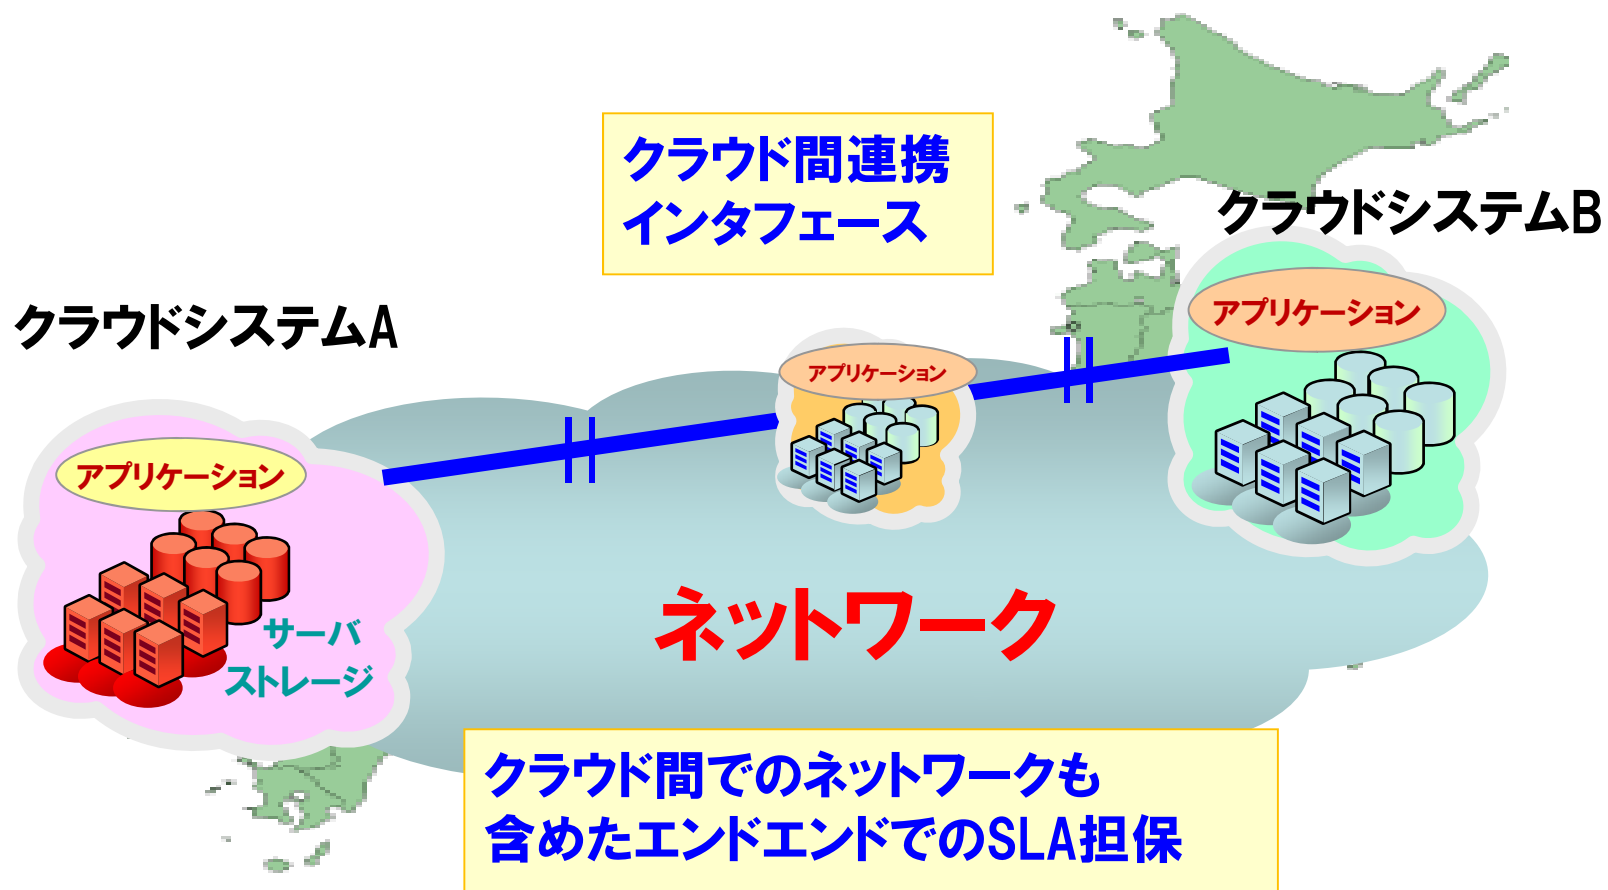 クラウド間連携
インタフェース
クラウドシステムB
アプリケーション
クラウドシステムA
アプリケーション
アプリケーション
サーバ
ストレージ
ネットワーク
クラウド間でのネットワークも
含めたエンドエンドでのSLA担保